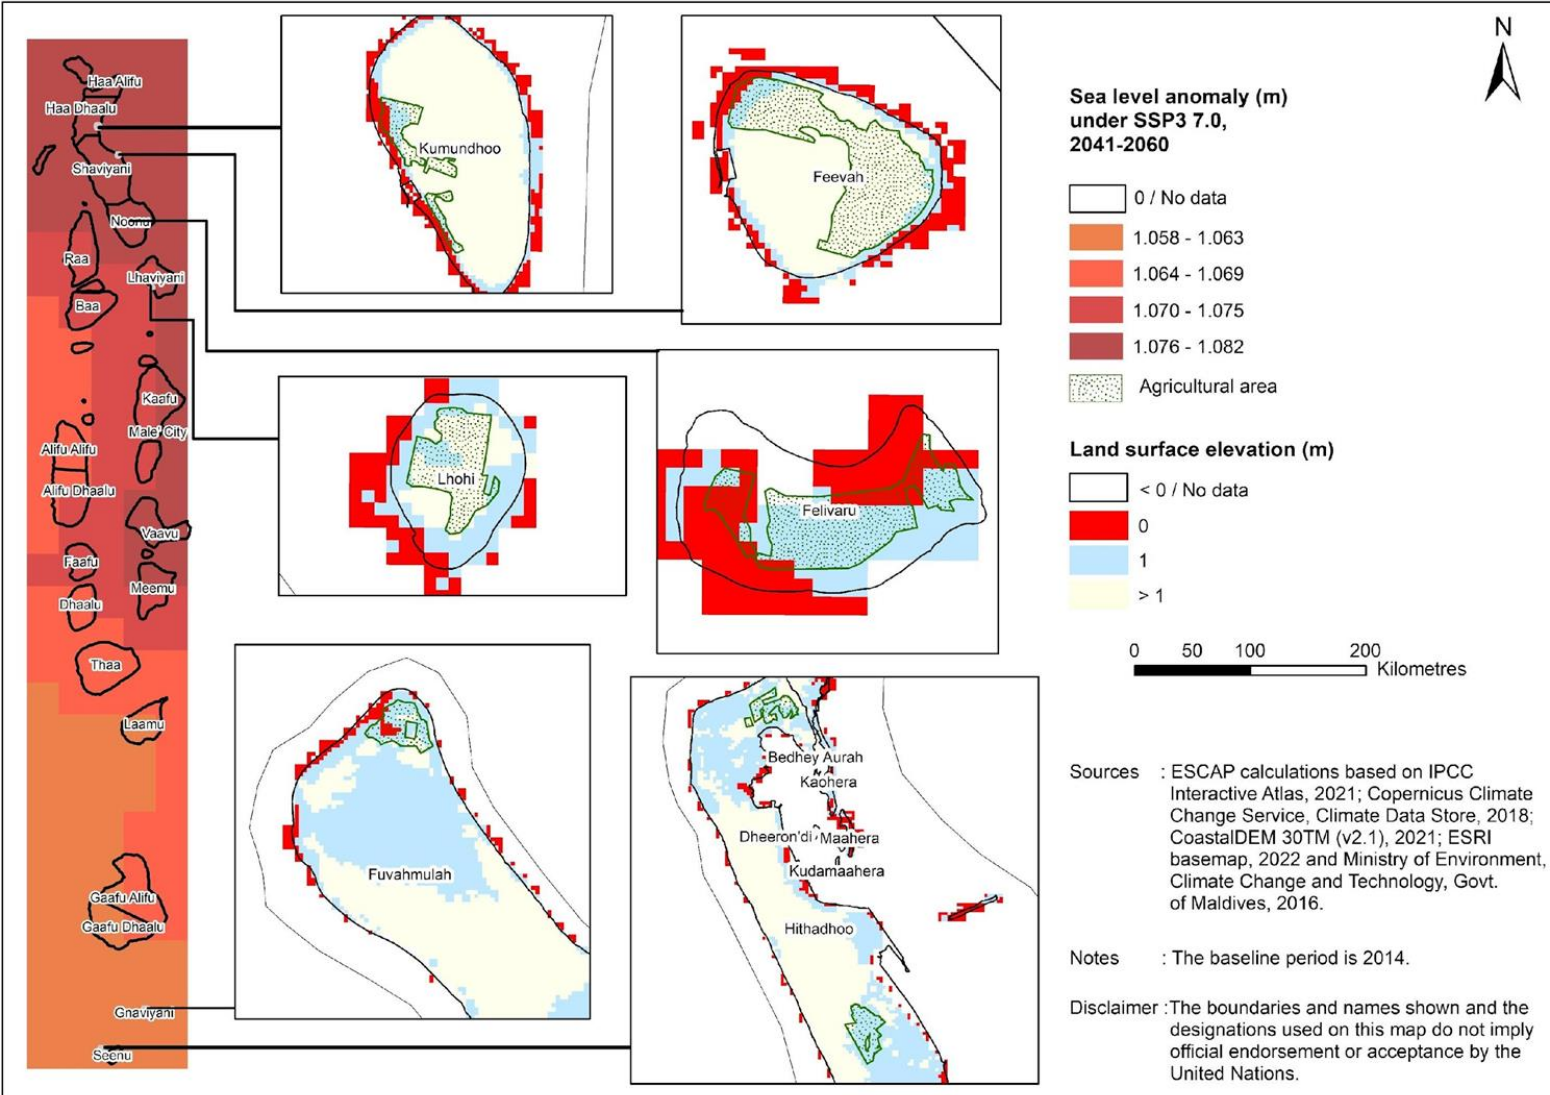 Haa Alifu
Haa Dhaalu
Shaviyani
Noonu
Raa
Lhaviyani
Baa
Kaafu
Male' City
Alifu Alifu
Alifu Dhaalu
Vaavu
Faafu
Meemu
Dhaalu
Thaa
Laamu
Gaafu Alifu
Gaafu Dhaalu
Gnaviyani
Seenu
Kumundhoo
Feevah
Lhohi
Felivaru
Fuvahmulah
Bedhey Aurah
Kaohera
Dheeron'di
Maahera
Kudamaahera
Hithadhoo
N
Sea level anomaly (m)
under SSP3 7.0,
2041-2060
0 / No data
1.058 - 1.063
1.064 - 1.069
1.070 - 1.075
1.076 - 1.082
Agricultural area
Land surface elevation (m)
< 0 / No data
0
1
> 1
0 50 100 200
Kilometres
Sources : ESCAP calculations based on IPCC
Interactive Atlas, 2021; Copernicus Climate
Change Service, Climate Data Store, 2018;
CoastalDEM 30TM (v2.1), 2021; ESRI
basemap, 2022 and Ministry of Environment,
Climate Change and Technology, Govt.
of Maldives, 2016.
Notes : The baseline period is 2014.
Disclaimer : The boundaries and names shown and the
designations used on this map do not imply
official endorsement or acceptance by the
United Nations.